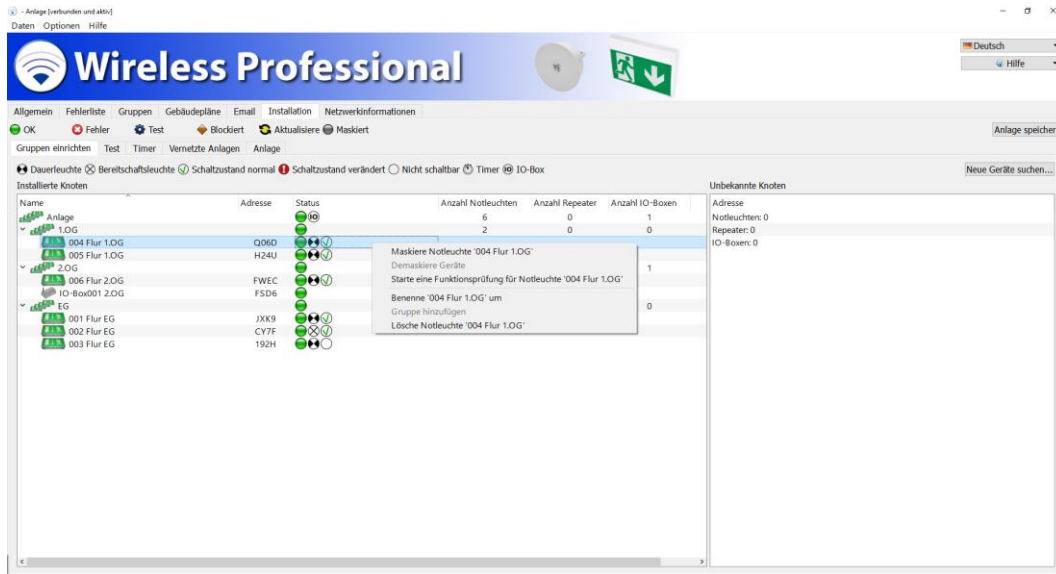 - Anlage [verbunden und aktiv]
Daten Optionen Hilfe
Wireless Professional
Deutsch
Hilfe
Allgemein Fehlerliste Gruppen Gebäudepläne Email Installation Netzwerkinformationen
OK Fehler Test Blockiert Aktualisiere Maskiert
Anlage speicher
Gruppen einrichten Test Timer Vernetzte Anlagen Anlage
Dauerleuchte Bereitschaftsleuchte Schaltzustand normal Schaltzustand verändert Nicht schaltbar Timer IO IO-Box
Neue Geräte suchen...
Installierte Knoten
Unbekannte Knoten
Name Adresse Status Anzahl Notleuchten Anzahl Repeater Anzahl IO-Boxen
Adresse
Anlage IO 6 0 1
Notleuchten: 0
1.OG 2 0 0
Repeater: 0
004 Flur 1.OG Q06D
IO-Boxen: 0
005 Flur 1.OG H24U
2.OG 1
006 Flur 2.OG FWEC
IO-Box001 2.OG FSD6
EG 0
001 Flur EG JXK9
002 Flur EG CY7F
003 Flur EG 192H
Maskiere Notleuchte '004 Flur 1.OG'
Demaskiere Geräte
Starte eine Funktionsprüfung für Notleuchte '004 Flur 1.OG'
Benenne '004 Flur 1.OG' um
Gruppe hinzufügen
Lösche Notleuchte '004 Flur 1.OG'